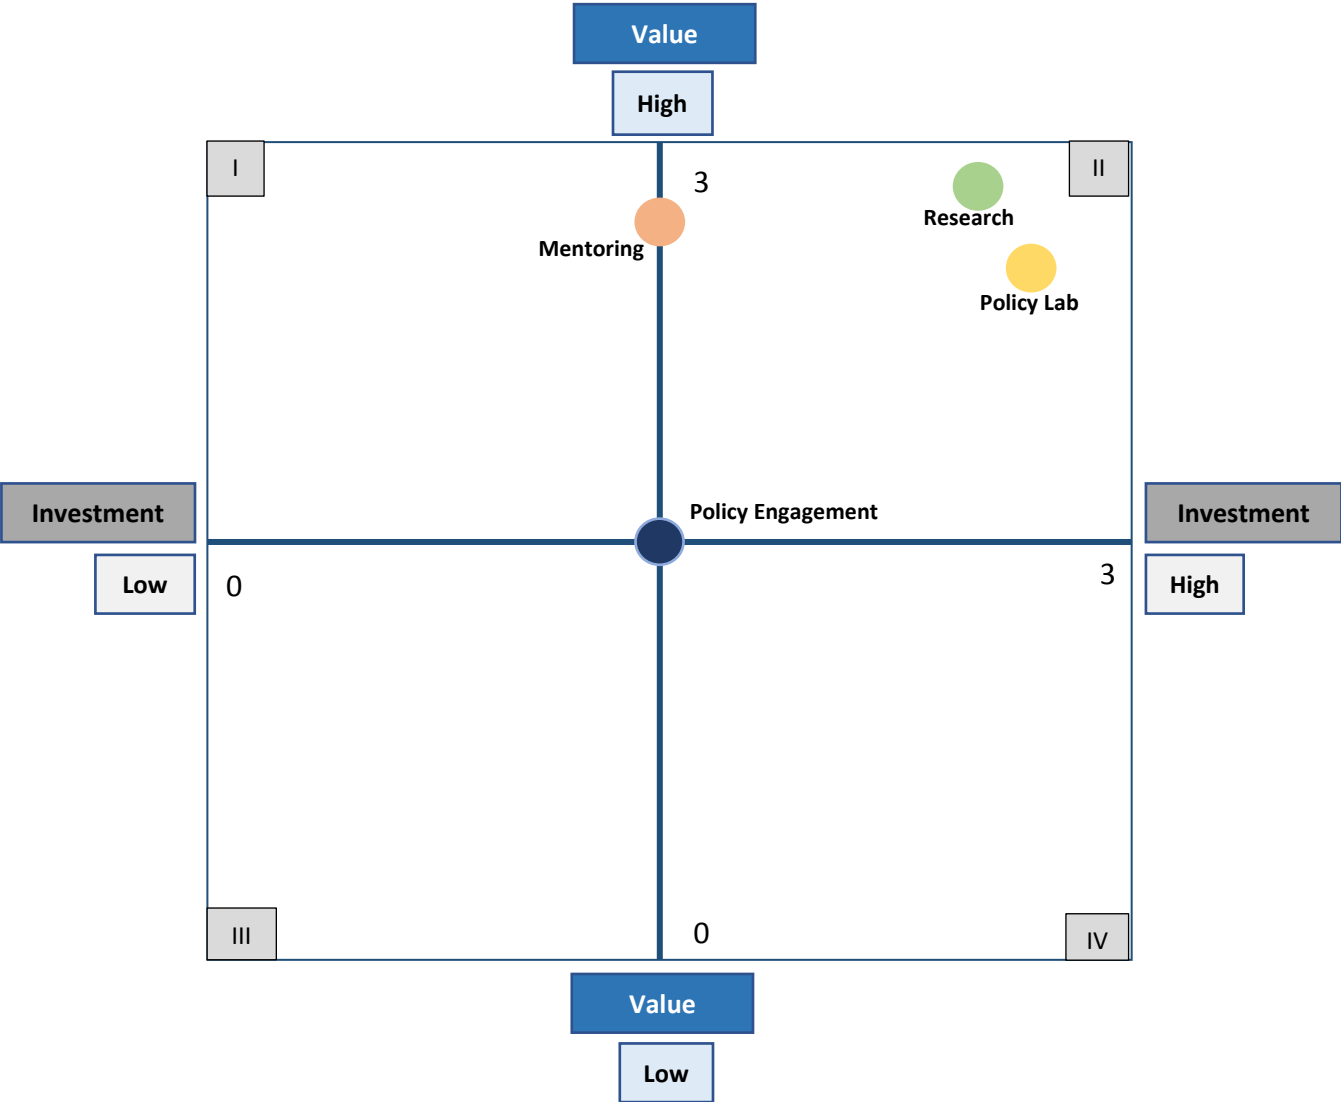 Value
High
I
II
3
Research
Mentoring
Policy Lab
Investment
Policy Engagement
Investment
Low
0
3
High
III
0
IV
Value
Low